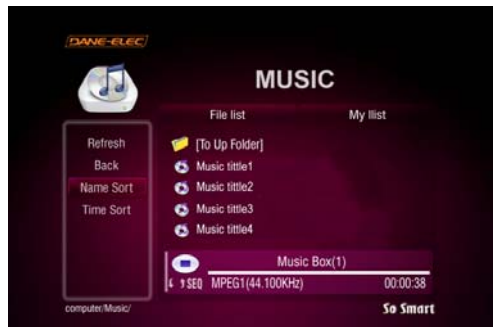 DANE-ELEC
MUSIC
File list My llist
Refresh
Back
Name Sort
Time Sort
[To Up Folder]
Music tittle1
Music tittle2
Music tittle3
Music tittle4
Music Box(1)
SEQ MPEG1(44.100KHz) 00:00:38
computer/Music/ So Smart